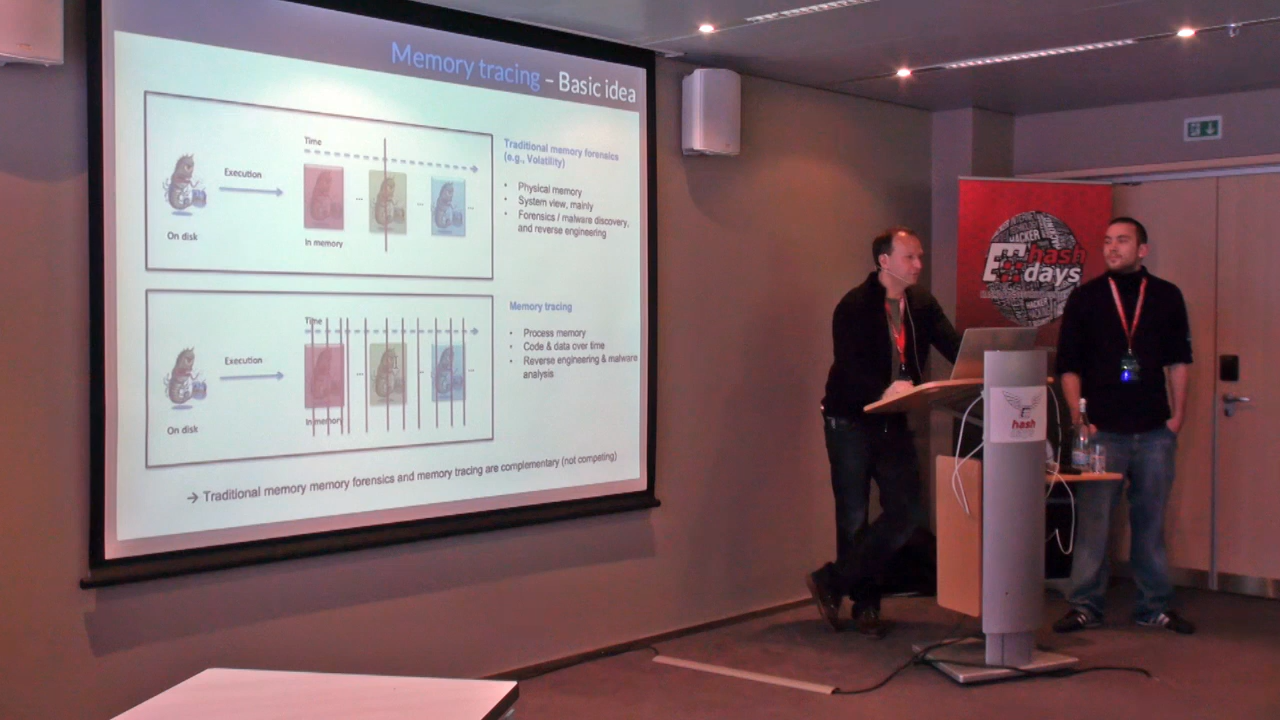 Memory tracing – Basic idea
Time
Execution
On disk
In memory
Traditional memory forensics
(e.g., Volatility)
• Physical memory
• System view, mainly
• Forensics / malware discovery,
and reverse engineering
Time
Execution
On disk
In memory
Memory tracing
• Process memory
• Code & data over time
• Reverse engineering & malware
analysis
→ Traditional memory memory forensics and memory tracing are complementary (not competing)
HACKER
hash
days
hash